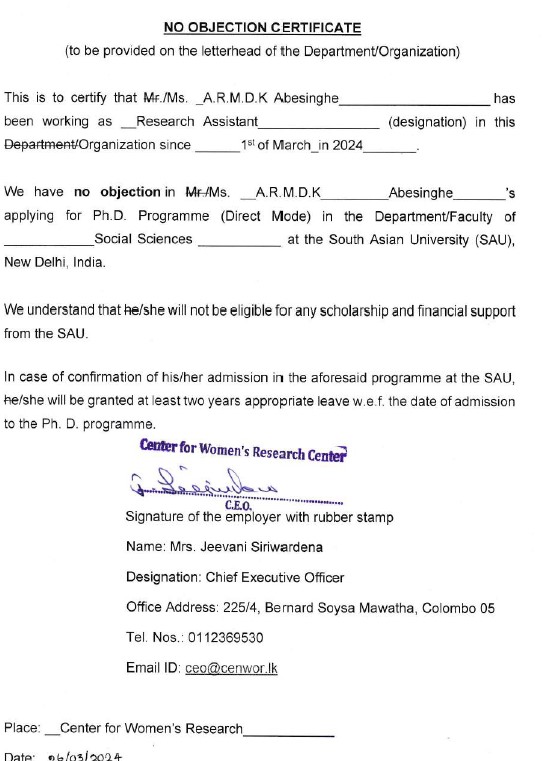 NO OBJECTION CERTIFICATE
(to be provided on the letterhead of the Department/Organization)
This is to certify that Mr./Ms. _A.R.M.D.K Abesinghe____________________ has
been working as __Research Assistant________________ (designation) in this
Department/Organization since ______1st of March_in 2024_______.
We have no objection in Mr./Ms. __A.R.M.D.K_________Abesinghe_______'s
applying for Ph.D. Programme (Direct Mode) in the Department/Faculty of
____________Social Sciences ___________ at the South Asian University (SAU),
New Delhi, India.
We understand that he/she will not be eligible for any scholarship and financial support
from the SAU.
In case of confirmation of his/her admission in the aforesaid programme at the SAU,
he/she will be granted at least two years appropriate leave w.e.f. the date of admission
to the Ph. D. programme.
Center for Women's Research Center
C.E.O.
Signature of the employer with rubber stamp
Name: Mrs. Jeevani Siriwardena
Designation: Chief Executive Officer
Office Address: 225/4, Bernard Soysa Mawatha, Colombo 05
Tel. Nos.: 0112369530
Email ID: ceo@cenwor.lk
Place: __Center for Women's Research____________
Date: 06/03/2024